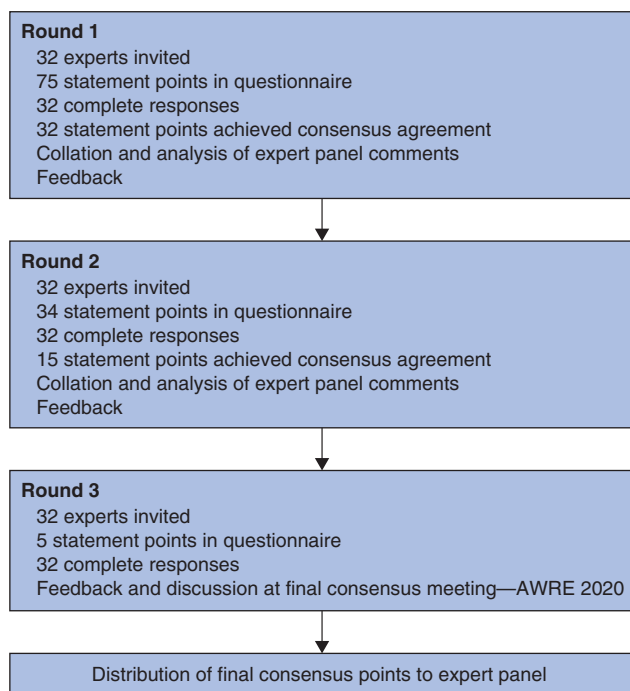 Round 1
32 experts invited
75 statement points in questionnaire
32 complete responses
32 statement points achieved consensus agreement
Collation and analysis of expert panel comments
Feedback
Round 2
32 experts invited
34 statement points in questionnaire
32 complete responses
15 statement points achieved consensus agreement
Collation and analysis of expert panel comments
Feedback
Round 3
32 experts invited
5 statement points in questionnaire
32 complete responses
Feedback and discussion at final consensus meeting—AWRE 2020
Distribution of final consensus points to expert panel